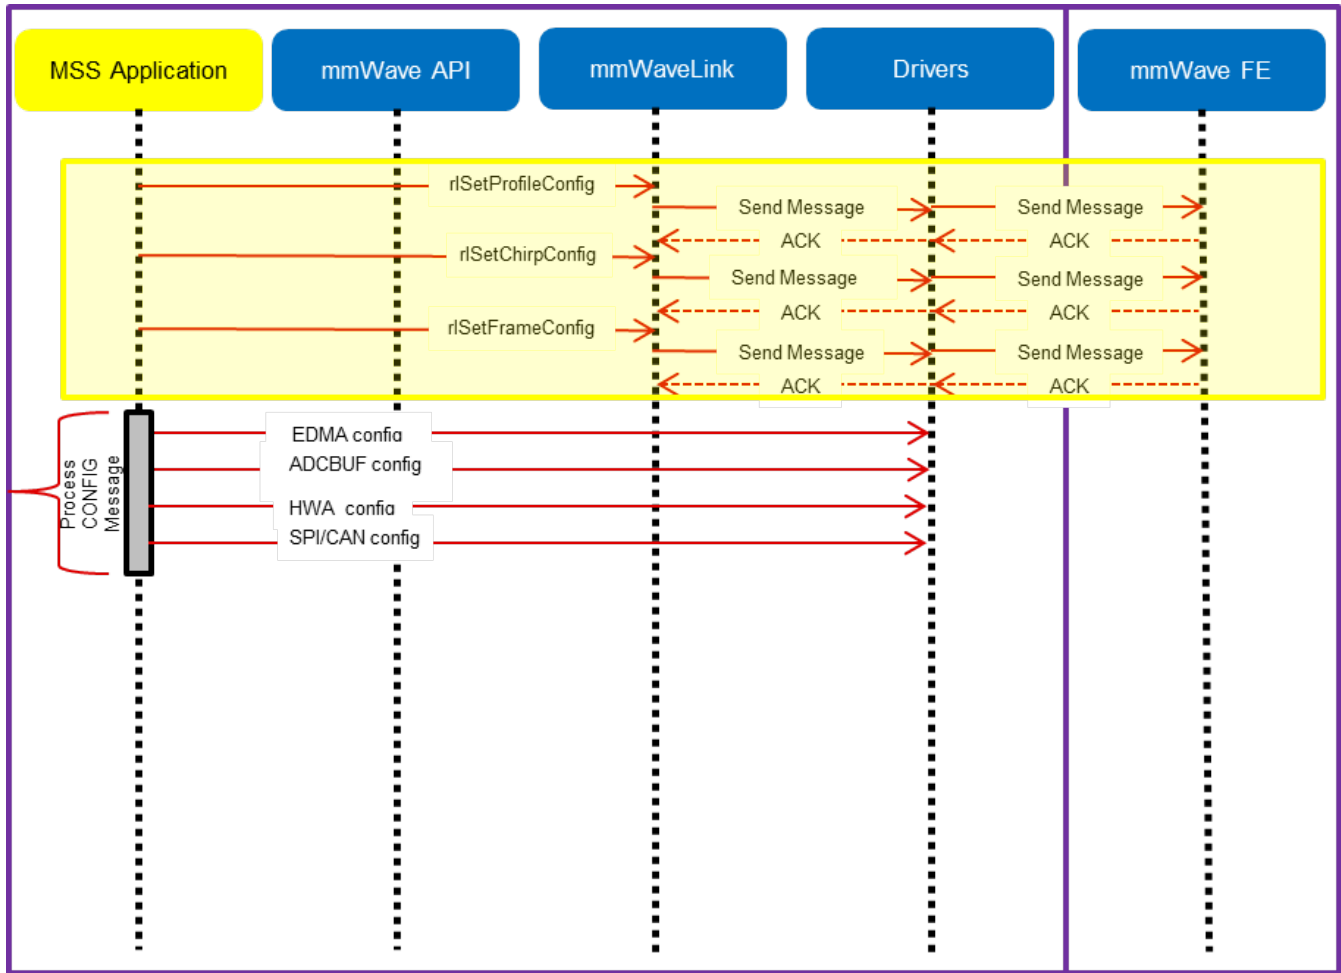 MSS Application
mmWave API
mmWaveLink
Drivers
mmWave FE
rlSetProfileConfig
Send Message
Send Message
ACK
ACK
rlSetChirpConfig
Send Message
Send Message
ACK
ACK
rlSetFrameConfig
Send Message
Send Message
ACK
ACK
Process
CONFIG
Message
EDMA config
ADCBUF config
HWA config
SPI/CAN config